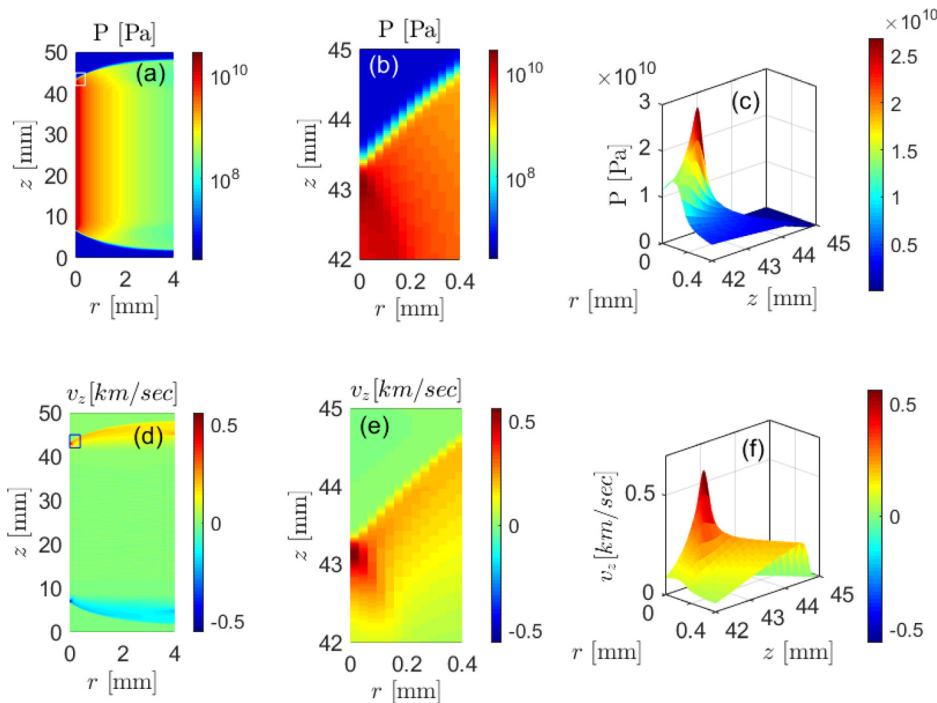 P [Pa]
50
40
30
20
10
0
z [mm]
(a)
0 2 4
r [mm]
10^10
10^8
P [Pa]
45
44
43
42
z [mm]
(b)
0 0.2 0.4
r [mm]
10^10
10^8
×10^10
3
2
1
0
P [Pa]
(c)
0
0.4
r [mm]
42
43
44
45
z [mm]
×10^10
2.5
2
1.5
1
0.5
v_z[km/sec]
50
40
30
20
10
0
z [mm]
(d)
0 2 4
r [mm]
0.5
0
-0.5
v_z[km/sec]
45
44
43
42
z [mm]
(e)
0 0.2 0.4
r [mm]
0.5
0
-0.5
0.5
0
v_z[km/sec]
(f)
0
0.4
r [mm]
42
43
44
45
z [mm]
0.5
0
-0.5